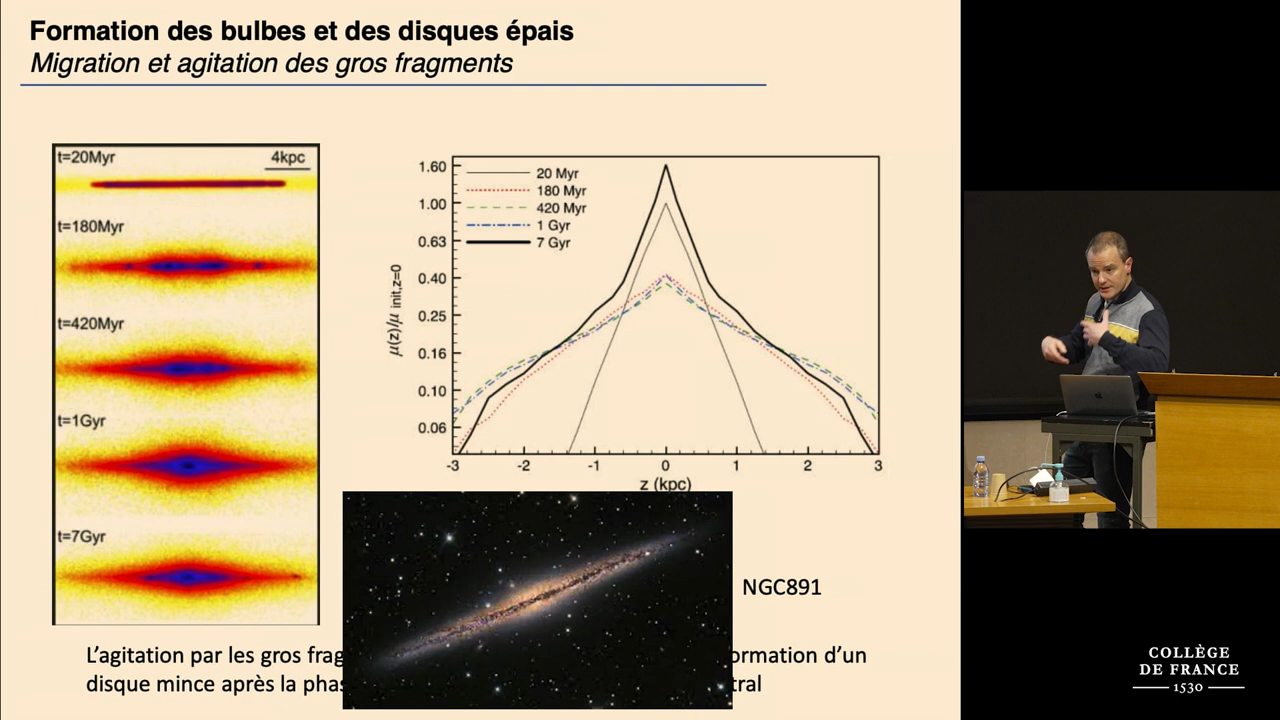 Formation des bulbes et des disques épais
Migration et agitation des gros fragments
t=20Myr
4kpc
t=180Myr
t=420Myr
t=1Gyr
t=7Gyr
1.60
1.00
0.63
0.40
0.25
0.16
0.10
0.06
μ(z)/μ init,z=0
20 Myr
180 Myr
420 Myr
1 Gyr
7 Gyr
-3 -2 -1 0 1 2 3
z (kpc)
NGC891
L'agitation par les gros frag ormation d'un
disque mince après la phas tral
COLLÈGE
DE FRANCE
1530